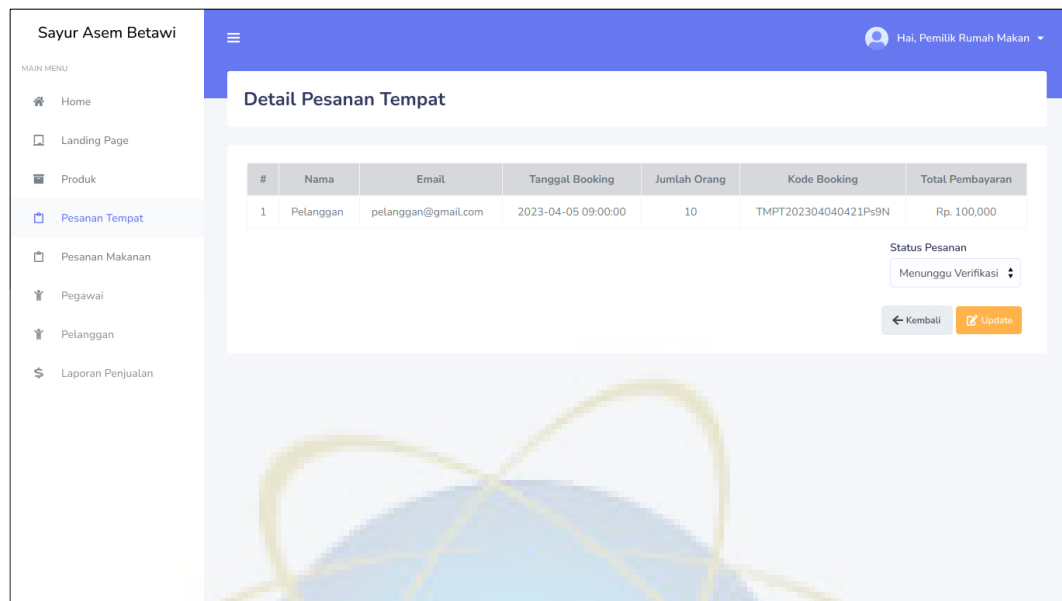 Sayur Asem Betawi
Hai, Pemilik Rumah Makan
MAIN MENU
Home
Landing Page
Produk
Pesanan Tempat
Pesanan Makanan
Pegawai
Pelanggan
Laporan Penjualan
Detail Pesanan Tempat
# Nama Email Tanggal Booking Jumlah Orang Kode Booking Total Pembayaran
1 Pelanggan pelanggan@gmail.com 2023-04-05 09:00:00 10 TMPT202304040421Ps9N Rp. 100,000
Status Pesanan
Menunggu Verifikasi
Kembali Update